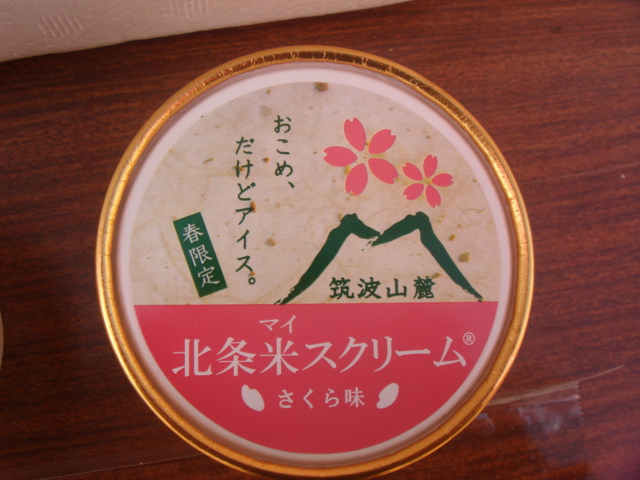 おこめ、
だけどアイス。
春限定
筑波山麓
マイ
北条米スクリーム®
さくら味